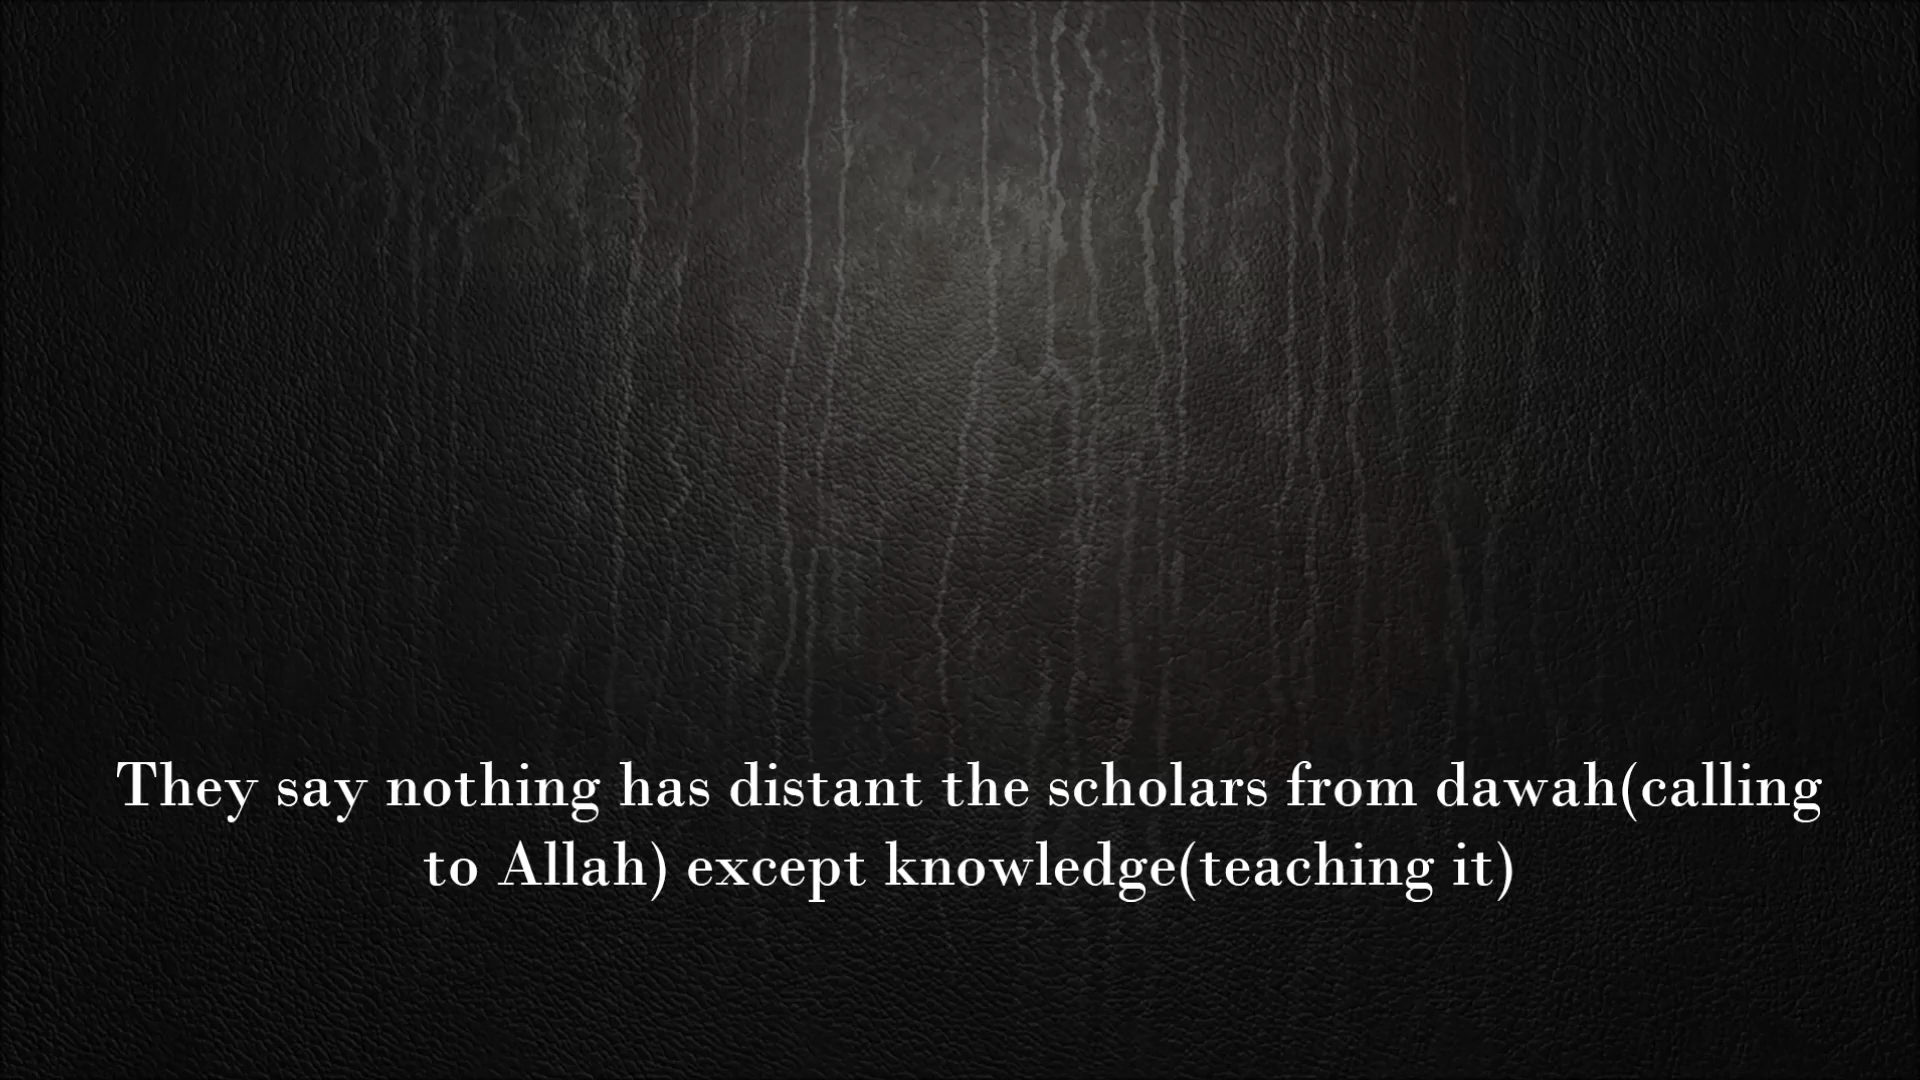 They say nothing has distant the scholars from dawah(calling
to Allah) except knowledge(teaching it)